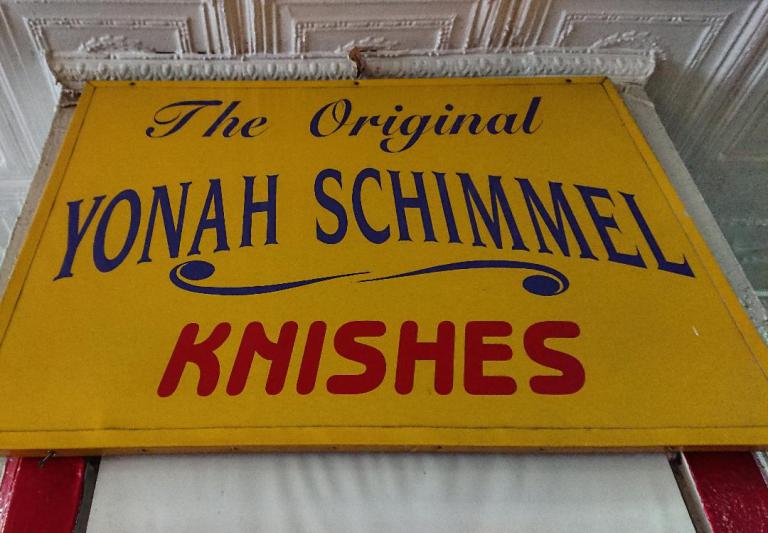 The Original
YONAH SCHIMMEL
KNISHES